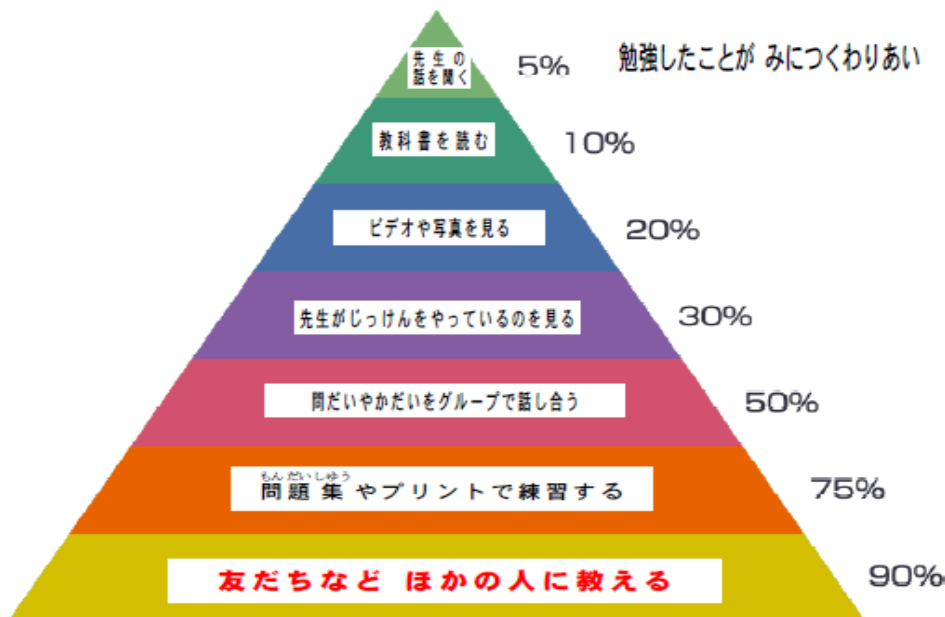 勉強したことが みにつくわりあい
先生の
話を聞く
5%
教科書を読む
10%
ビデオや写真を見る
20%
先生がじっけんをやっているのを見る
30%
問だいやかだいをグループで話し合う
50%
もんだいしゅう
問題集やプリントで練習する
75%
友だちなど ほかの人に教える
90%